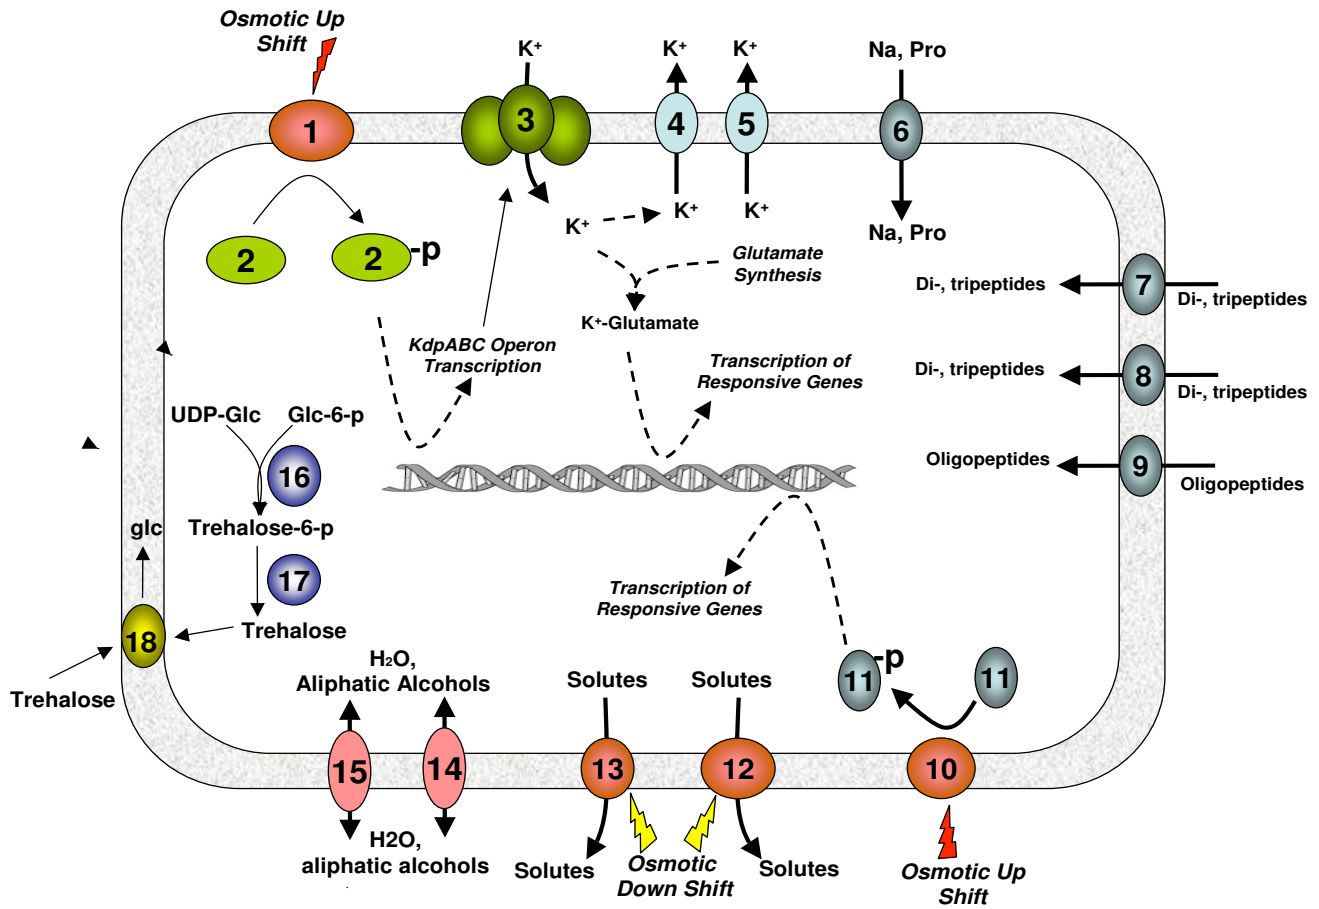 Osmotic Up
Shift
K+
K+
K+
Na, Pro
1
3
4
5
6
K+
K+
K+
Na, Pro
2
2
-p
Glutamate
Synthesis
7
Di-, tripeptides
Di-, tripeptides
K+-Glutamate
KdpABC Operon
Transcription
Transcription of
Responsive Genes
8
Di-, tripeptides
Di-, tripeptides
UDP-Glc
Glc-6-p
16
9
Oligopeptides
Oligopeptides
glc
Trehalose-6-p
17
Transcription of
Responsive Genes
18
Trehalose
Trehalose
H2O,
Aliphatic Alcohols
Solutes
Solutes
11
-p
11
15
14
13
12
10
H2O,
aliphatic alcohols
Solutes
Osmotic
Down Shift
Solutes
Osmotic Up
Shift